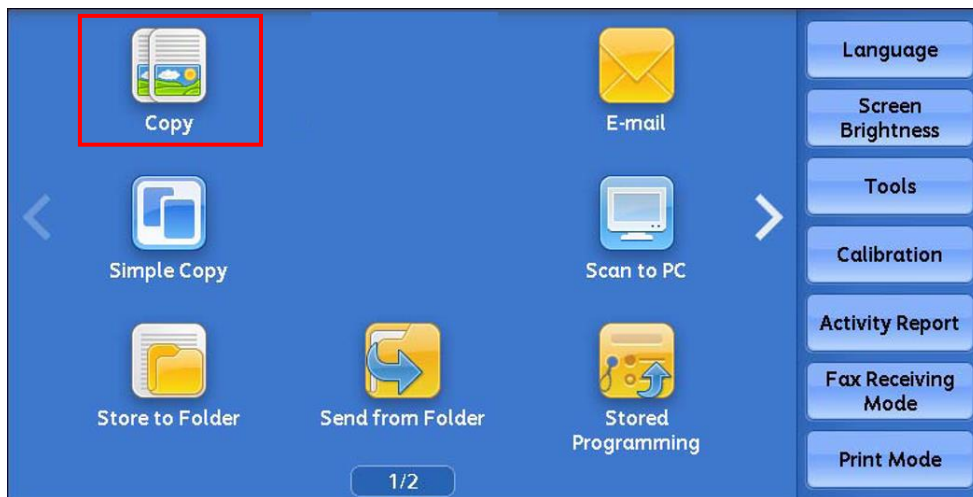 Copy
E-mail
Simple Copy
Scan to PC
Store to Folder
Send from Folder
Stored
Programming
1/2
Language
Screen
Brightness
Tools
Calibration
Activity Report
Fax Receiving
Mode
Print Mode